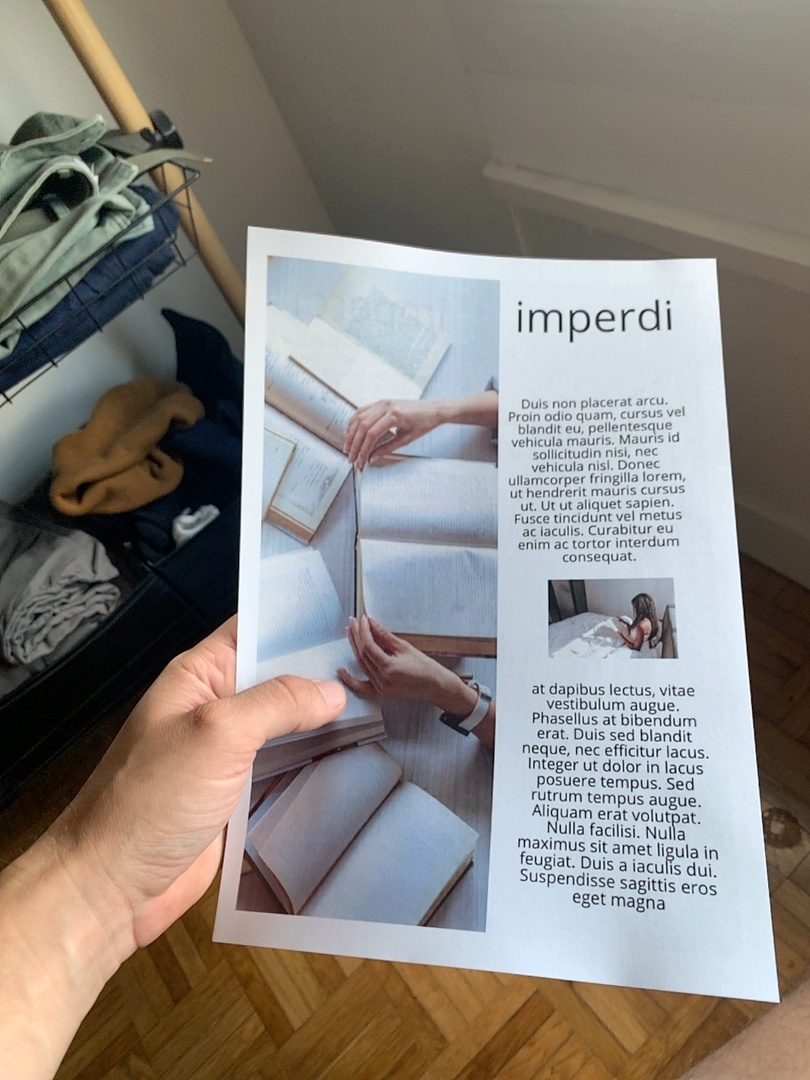 imperdi
Duis non placerat arcu.
Proin odio quam, cursus vel
blandit eu, pellentesque
vehicula mauris. Mauris id
sollicitudin nisi, nec
vehicula nisl. Donec
ullamcorper fringilla lorem,
ut hendrerit mauris cursus
ut. Ut ut aliquet sapien.
Fusce tincidunt vel metus
ac iaculis. Curabitur eu
enim ac tortor interdum
consequat.
at dapibus lectus, vitae
vestibulum augue.
Phasellus at bibendum
erat. Duis sed blandit
neque, nec efficitur lacus.
Integer ut dolor in lacus
posuere tempus. Sed
rutrum tempus augue.
Aliquam erat volutpat.
Nulla facilisi. Nulla
maximus sit amet ligula in
feugiat. Duis a iaculis dui.
Suspendisse sagittis eros
eget magna